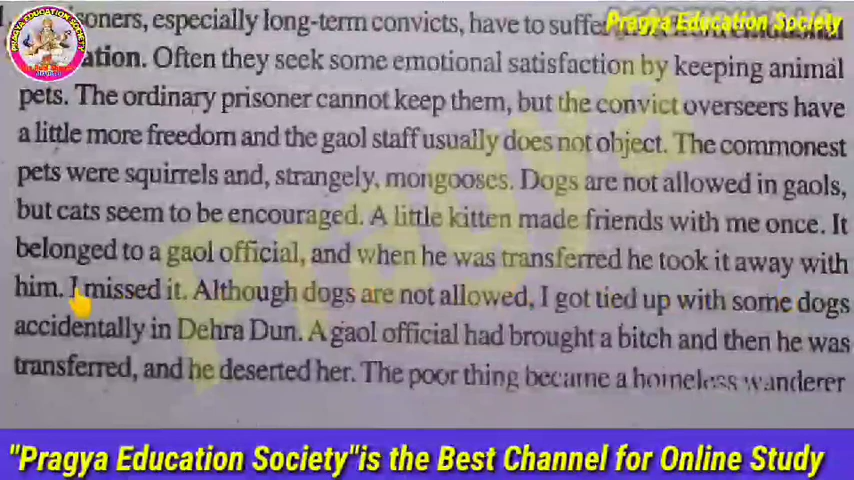 Pragya Education Society
PRAGYA EDUCATION SOCIETY
soners, especially long-term convicts, have to suffer
ation. Often they seek some emotional satisfaction by keeping animal
pets. The ordinary prisoner cannot keep them, but the convict overseers have
a little more freedom and the gaol staff usually does not object. The commonest
pets were squirrels and, strangely, mongooses. Dogs are not allowed in gaols,
but cats seem to be encouraged. A little kitten made friends with me once. It
belonged to a gaol official, and when he was transferred he took it away with
him. I missed it. Although dogs are not allowed, I got tied up with some dogs
accidentally in Dehra Dun. A gaol official had brought a bitch and then he was
transferred, and he deserted her. The poor thing became a homeless wanderer
Pragya
"Pragya Education Society"is the Best Channel for Online Study